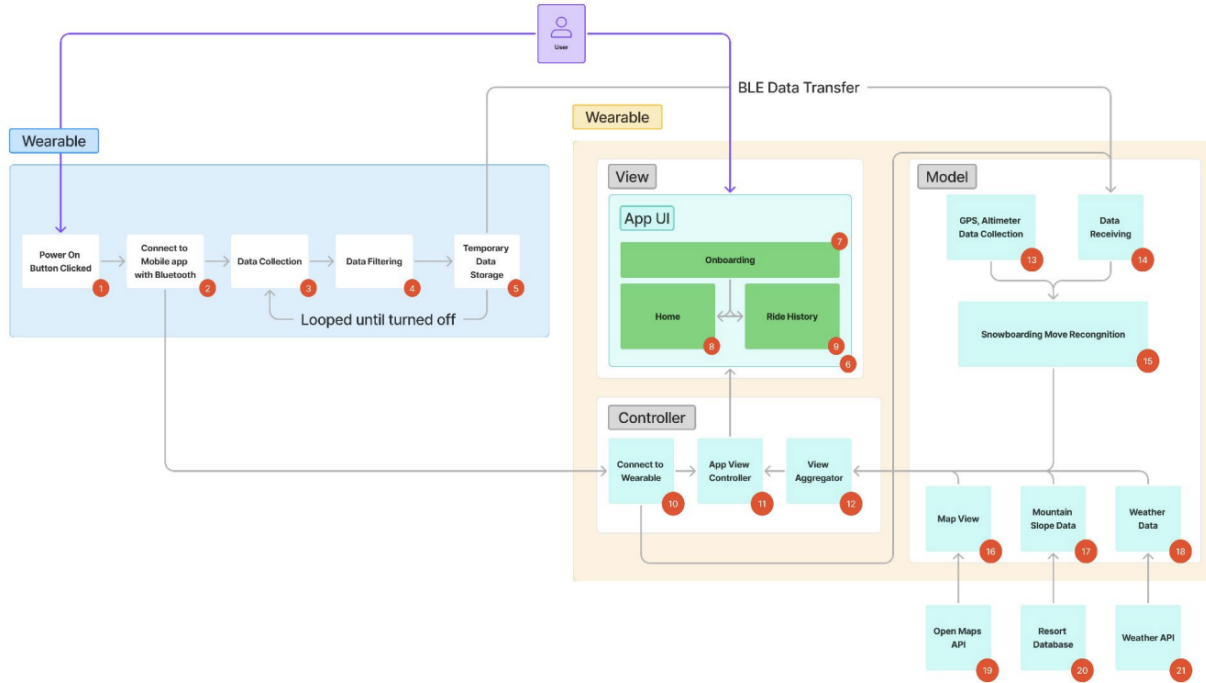 User
BLE Data Transfer
Wearable
Wearable
Power On
Button Clicked
1
Connect to
Mobile app
with Bluetooth
2
Data Collection
3
Data Filtering
4
Temporary
Data
Storage
5
Looped until turned off
View
App UI
7
Onboarding
Home
8
Ride History
9
6
Controller
Connect to
Wearable
10
App View
Controller
11
View
Aggregator
12
Model
GPS, Altimeter
Data Collection
13
Data
Receiving
14
Snowboarding Move Recongnition
15
Map View
16
Mountain
Slope Data
17
Weather
Data
18
Open Maps
API
19
Resort
Database
20
Weather API
21